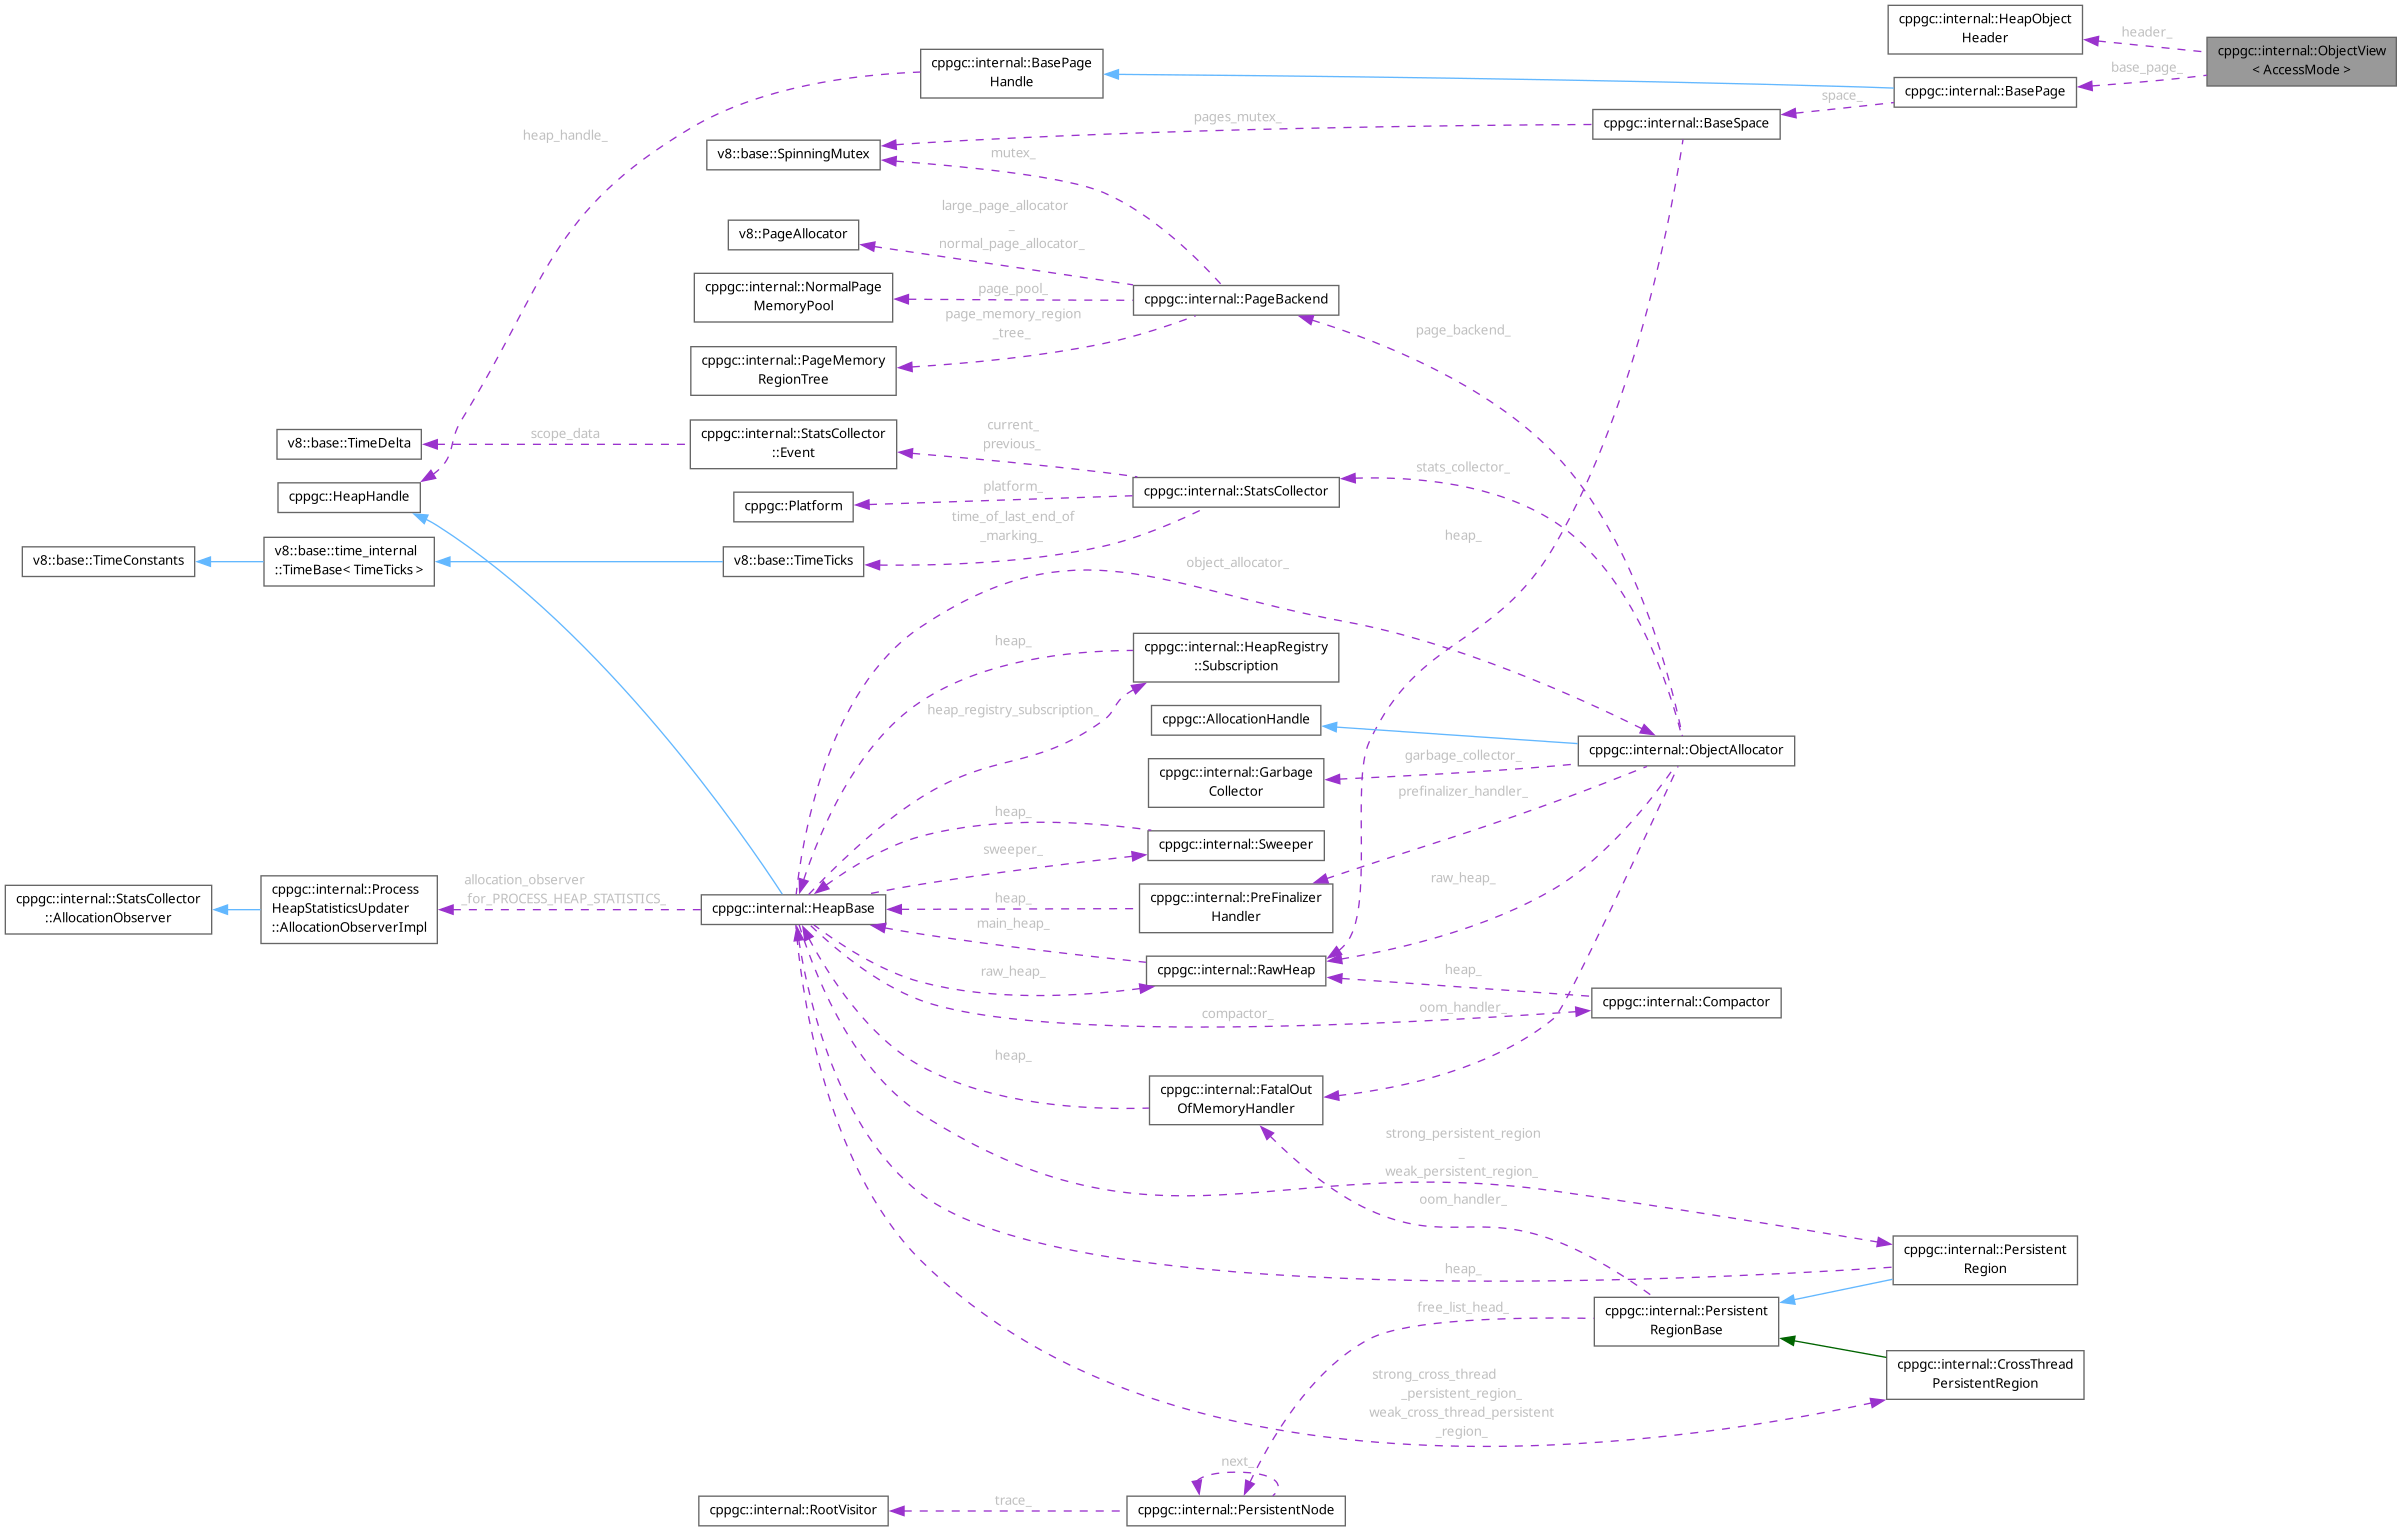 cppgc::internal::HeapObject
Header
header_
cppgc::internal::ObjectView
< AccessMode >
base_page_
cppgc::internal::BasePage
Handle
cppgc::internal::BasePage
space_
cppgc::internal::BaseSpace
pages_mutex_
heap_handle_
v8::base::SpinningMutex
mutex_
large_page_allocator
_
normal_page_allocator_
v8::PageAllocator
cppgc::internal::NormalPage
MemoryPool
page_pool_
cppgc::internal::PageBackend
page_memory_region
_tree_
page_backend_
cppgc::internal::PageMemory
RegionTree
v8::base::TimeDelta
scope_data
cppgc::internal::StatsCollector
::Event
current_
previous_
stats_collector_
cppgc::HeapHandle
cppgc::Platform
platform_
cppgc::internal::StatsCollector
time_of_last_end_of
_marking_
heap_
v8::base::TimeConstants
v8::base::time_internal
::TimeBase< TimeTicks >
v8::base::TimeTicks
object_allocator_
heap_
cppgc::internal::HeapRegistry
::Subscription
heap_registry_subscription_
cppgc::AllocationHandle
cppgc::internal::ObjectAllocator
garbage_collector_
cppgc::internal::Garbage
Collector
prefinalizer_handler_
heap_
cppgc::internal::Sweeper
sweeper_
raw_heap_
cppgc::internal::StatsCollector
::AllocationObserver
cppgc::internal::Process
HeapStatisticsUpdater
::AllocationObserverImpl
allocation_observer
_for_PROCESS_HEAP_STATISTICS_
cppgc::internal::HeapBase
heap_
cppgc::internal::PreFinalizer
Handler
main_heap_
raw_heap_
cppgc::internal::RawHeap
heap_
cppgc::internal::Compactor
compactor_
oom_handler_
heap_
cppgc::internal::FatalOut
OfMemoryHandler
strong_persistent_region
_
weak_persistent_region_
oom_handler_
cppgc::internal::Persistent
Region
heap_
free_list_head_
cppgc::internal::Persistent
RegionBase
strong_cross_thread
_persistent_region_
weak_cross_thread_persistent
_region_
cppgc::internal::CrossThread
PersistentRegion
next_
cppgc::internal::RootVisitor
trace_
cppgc::internal::PersistentNode